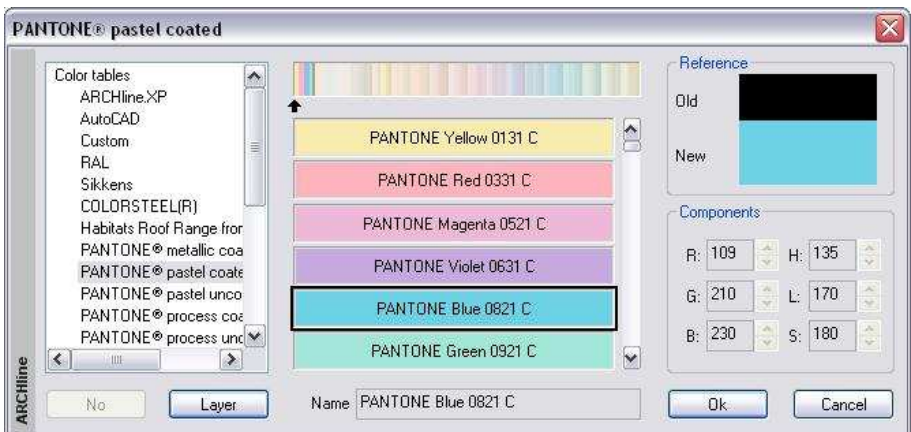 PANTONE® pastel coated
ARCHline
Color tables
ARCHline.XP
AutoCAD
Custom
RAL
Sikkens
COLORSTEEL(R)
Habitats Roof Range fror
PANTONE® metallic coa
PANTONE® pastel coate
PANTONE® pastel unco
PANTONE® process coa
PANTONE® process unc
No
Layer
PANTONE Yellow 0131 C
PANTONE Red 0331 C
PANTONE Magenta 0521 C
PANTONE Violet 0631 C
PANTONE Blue 0821 C
PANTONE Green 0921 C
Name PANTONE Blue 0821 C
Reference
Old
New
Components
R: 109 H: 135
G: 210 L: 170
B: 230 S: 180
Ok
Cancel